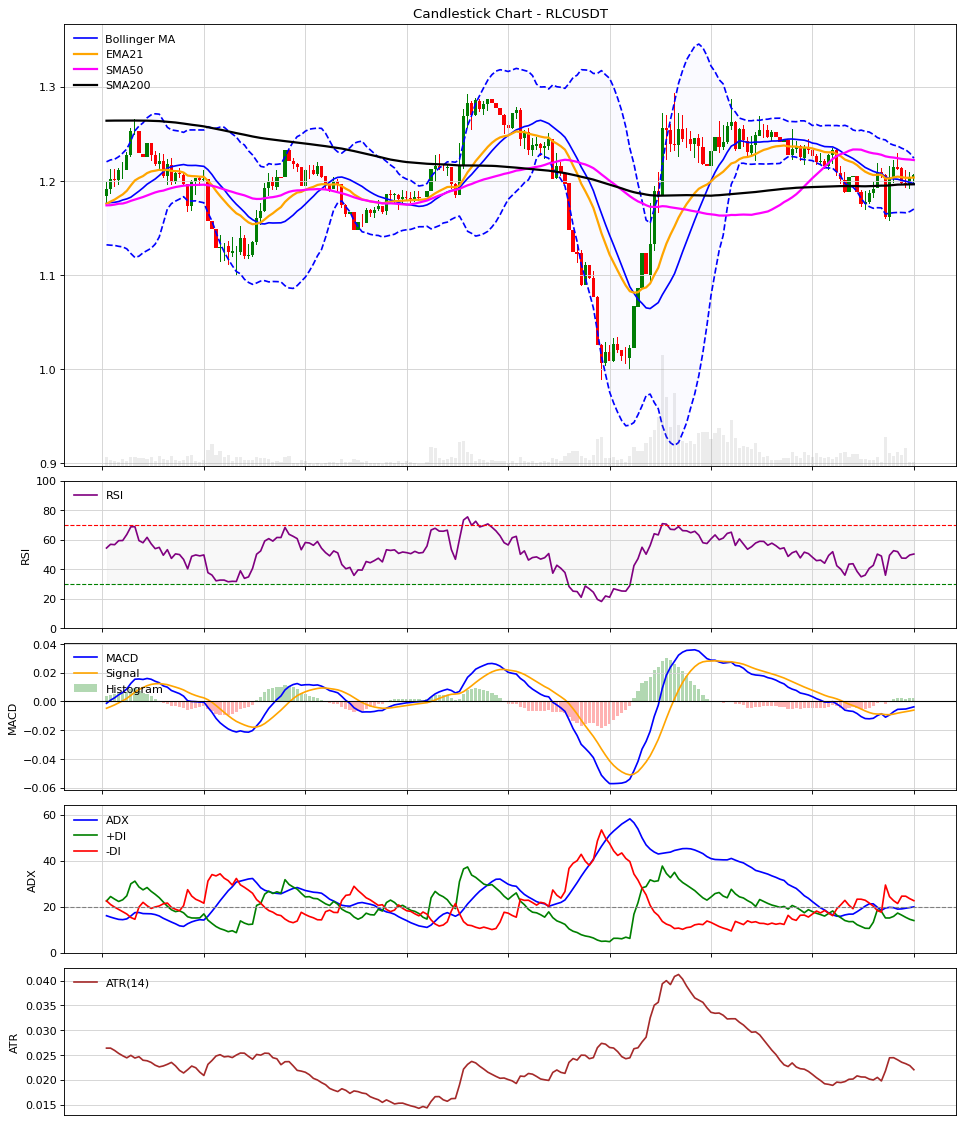 Candlestick Chart - RLCUSDT
Bollinger MA
EMA21
SMA50
SMA200
1.3
1.2
1.1
1.0
0.9
RSI
RSI
100
80
60
40
20
0
MACD
Signal
Histogram
MACD
0.04
0.02
0.00
−0.02
−0.04
−0.06
ADX
+DI
-DI
ADX
60
40
20
0
ATR(14)
ATR
0.040
0.035
0.030
0.025
0.020
0.015